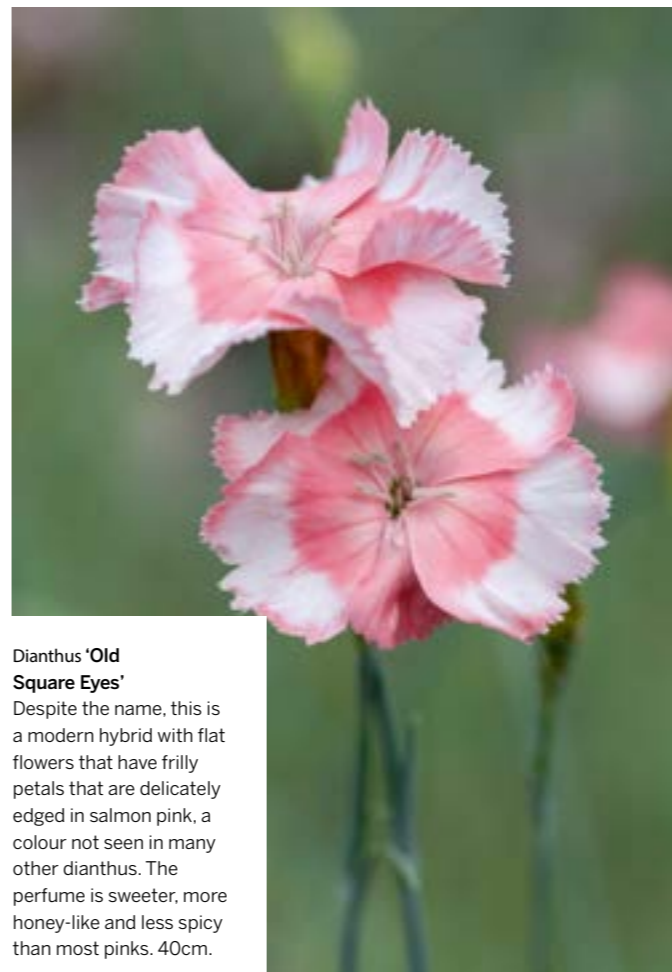 Dianthus ‘Old
Square Eyes’
Despite the name, this is
a modern hybrid with flat
flowers that have frilly
petals that are delicately
edged in salmon pink, a
colour not seen in many
other dianthus. The
perfume is sweeter, more
honey-like and less spicy
than most pinks. 40cm.